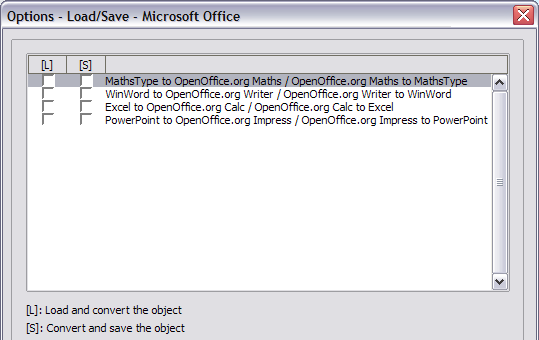 Options - Load/Save - Microsoft Office
[L] [S]
MathsType to OpenOffice.org Maths / OpenOffice.org Maths to MathsType
WinWord to OpenOffice.org Writer / OpenOffice.org Writer to WinWord
Excel to OpenOffice.org Calc / OpenOffice.org Calc to Excel
PowerPoint to OpenOffice.org Impress / OpenOffice.org Impress to PowerPoint
[L]: Load and convert the object
[S]: Convert and save the object